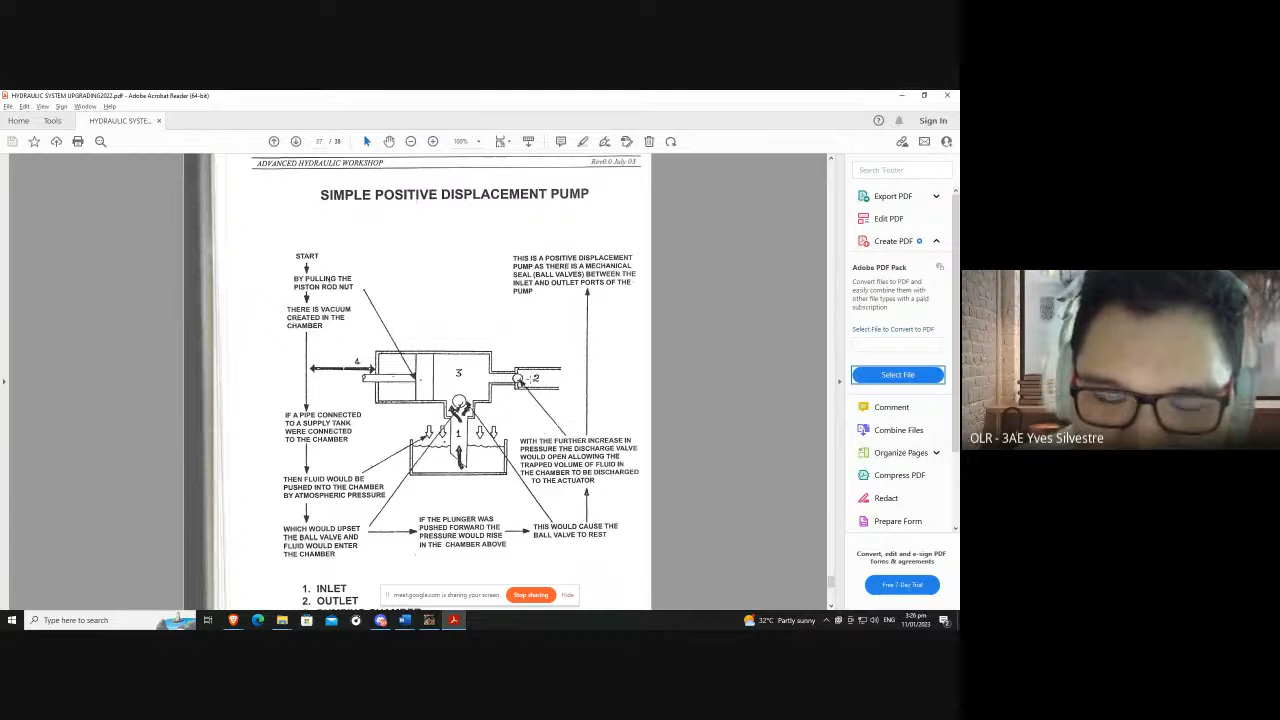 HYDRAULIC SYSTEM UPGRADING2022.pdf - Adobe Acrobat Reader (64-bit)
File Edit View Sign Window Help
Home Tools HYDRAULIC SYSTE... × Sign In
37 / 38 100%
ADVANCED HYDRAULIC WORKSHOP Rev0.0 July 03
SIMPLE POSITIVE DISPLACEMENT PUMP
START
BY PULLING THE
PISTON ROD NUT
THERE IS VACUUM
CREATED IN THE
CHAMBER
THIS IS A POSITIVE DISPLACEMENT
PUMP AS THERE IS A MECHANICAL
SEAL (BALL VALVES) BETWEEN THE
INLET AND OUTLET PORTS OF THE
PUMP
4
3
2
1
IF A PIPE CONNECTED
TO A SUPPLY TANK
WERE CONNECTED
TO THE CHAMBER
THEN FLUID WOULD BE
PUSHED INTO THE CHAMBER
BY ATMOSPHERIC PRESSURE
WHICH WOULD UPSET
THE BALL VALVE AND
FLUID WOULD ENTER
THE CHAMBER
IF THE PLUNGER WAS
PUSHED FORWARD THE
PRESSURE WOULD RISE
IN THE CHAMBER ABOVE
THIS WOULD CAUSE THE
BALL VALVE TO REST
WITH THE FURTHER INCREASE IN
PRESSURE THE DISCHARGE VALVE
WOULD OPEN ALLOWING THE
TRAPPED VOLUME OF FLUID IN
THE CHAMBER TO BE DISCHARGED
TO THE ACTUATOR
1. INLET
2. OUTLET
meet.google.com is sharing your screen. Stop sharing Hide
Search 'Footer'
Export PDF
Edit PDF
Create PDF
Adobe PDF Pack
Convert files to PDF and
easily combine them with
other file types with a paid
subscription
Select File to Convert to PDF
Select File
Comment
Combine Files
Organize Pages
Compress PDF
Redact
Prepare Form
Convert, edit and e-sign PDF
forms & agreements
Free 7-Day Trial
Type here to search
32°C Partly sunny
ENG
3:26 pm
11/01/2023
OLR - 3AE Yves Silvestre